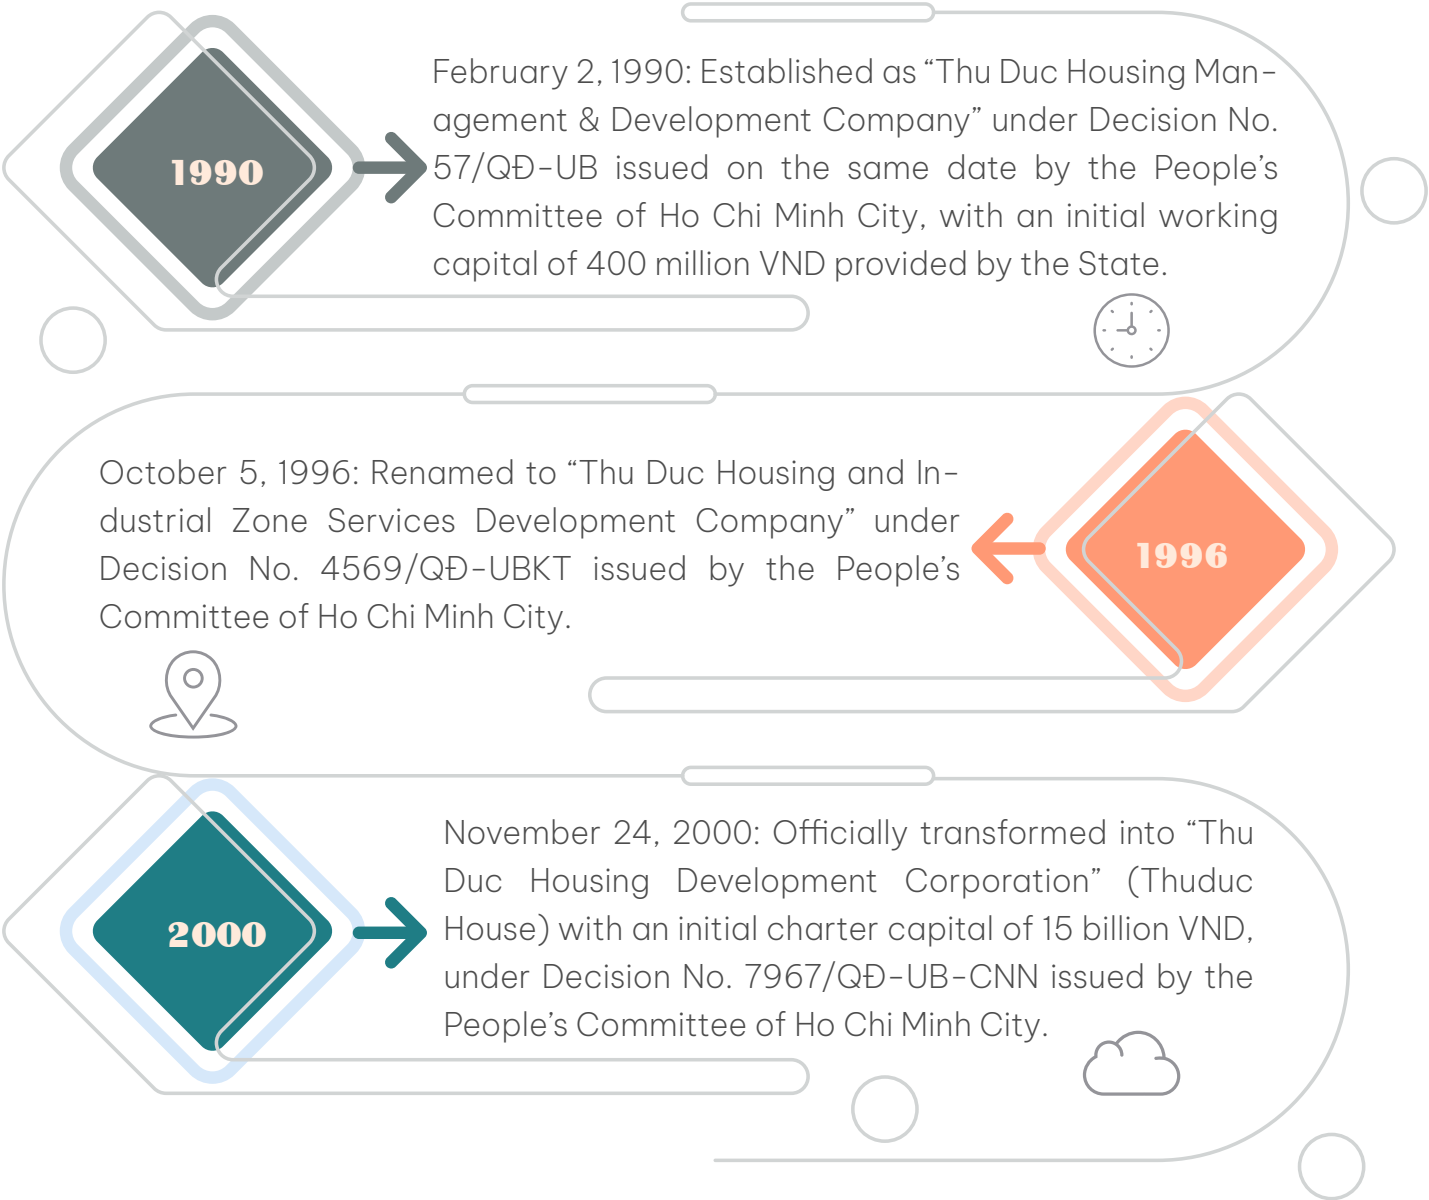 1990
February 2, 1990: Established as “Thu Duc Housing Man-
agement & Development Company” under Decision No.
57/QĐ-UB issued on the same date by the People’s
Committee of Ho Chi Minh City, with an initial working
capital of 400 million VND provided by the State.
October 5, 1996: Renamed to “Thu Duc Housing and In-
dustrial Zone Services Development Company” under
Decision No. 4569/QĐ-UBKT issued by the People’s
Committee of Ho Chi Minh City.
1996
2000
November 24, 2000: Officially transformed into “Thu
Duc Housing Development Corporation” (Thuduc
House) with an initial charter capital of 15 billion VND,
under Decision No. 7967/QĐ-UB-CNN issued by the
People’s Committee of Ho Chi Minh City.